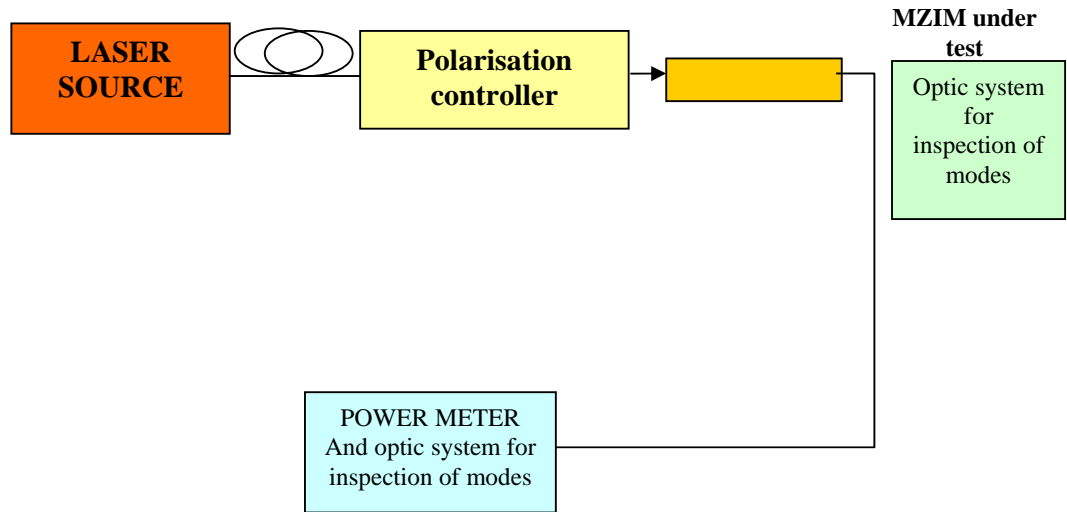 LASER
SOURCE
Polarisation
controller
MZIM under
test
Optic system
for
inspection of
modes
POWER METER
And optic system for
inspection of modes